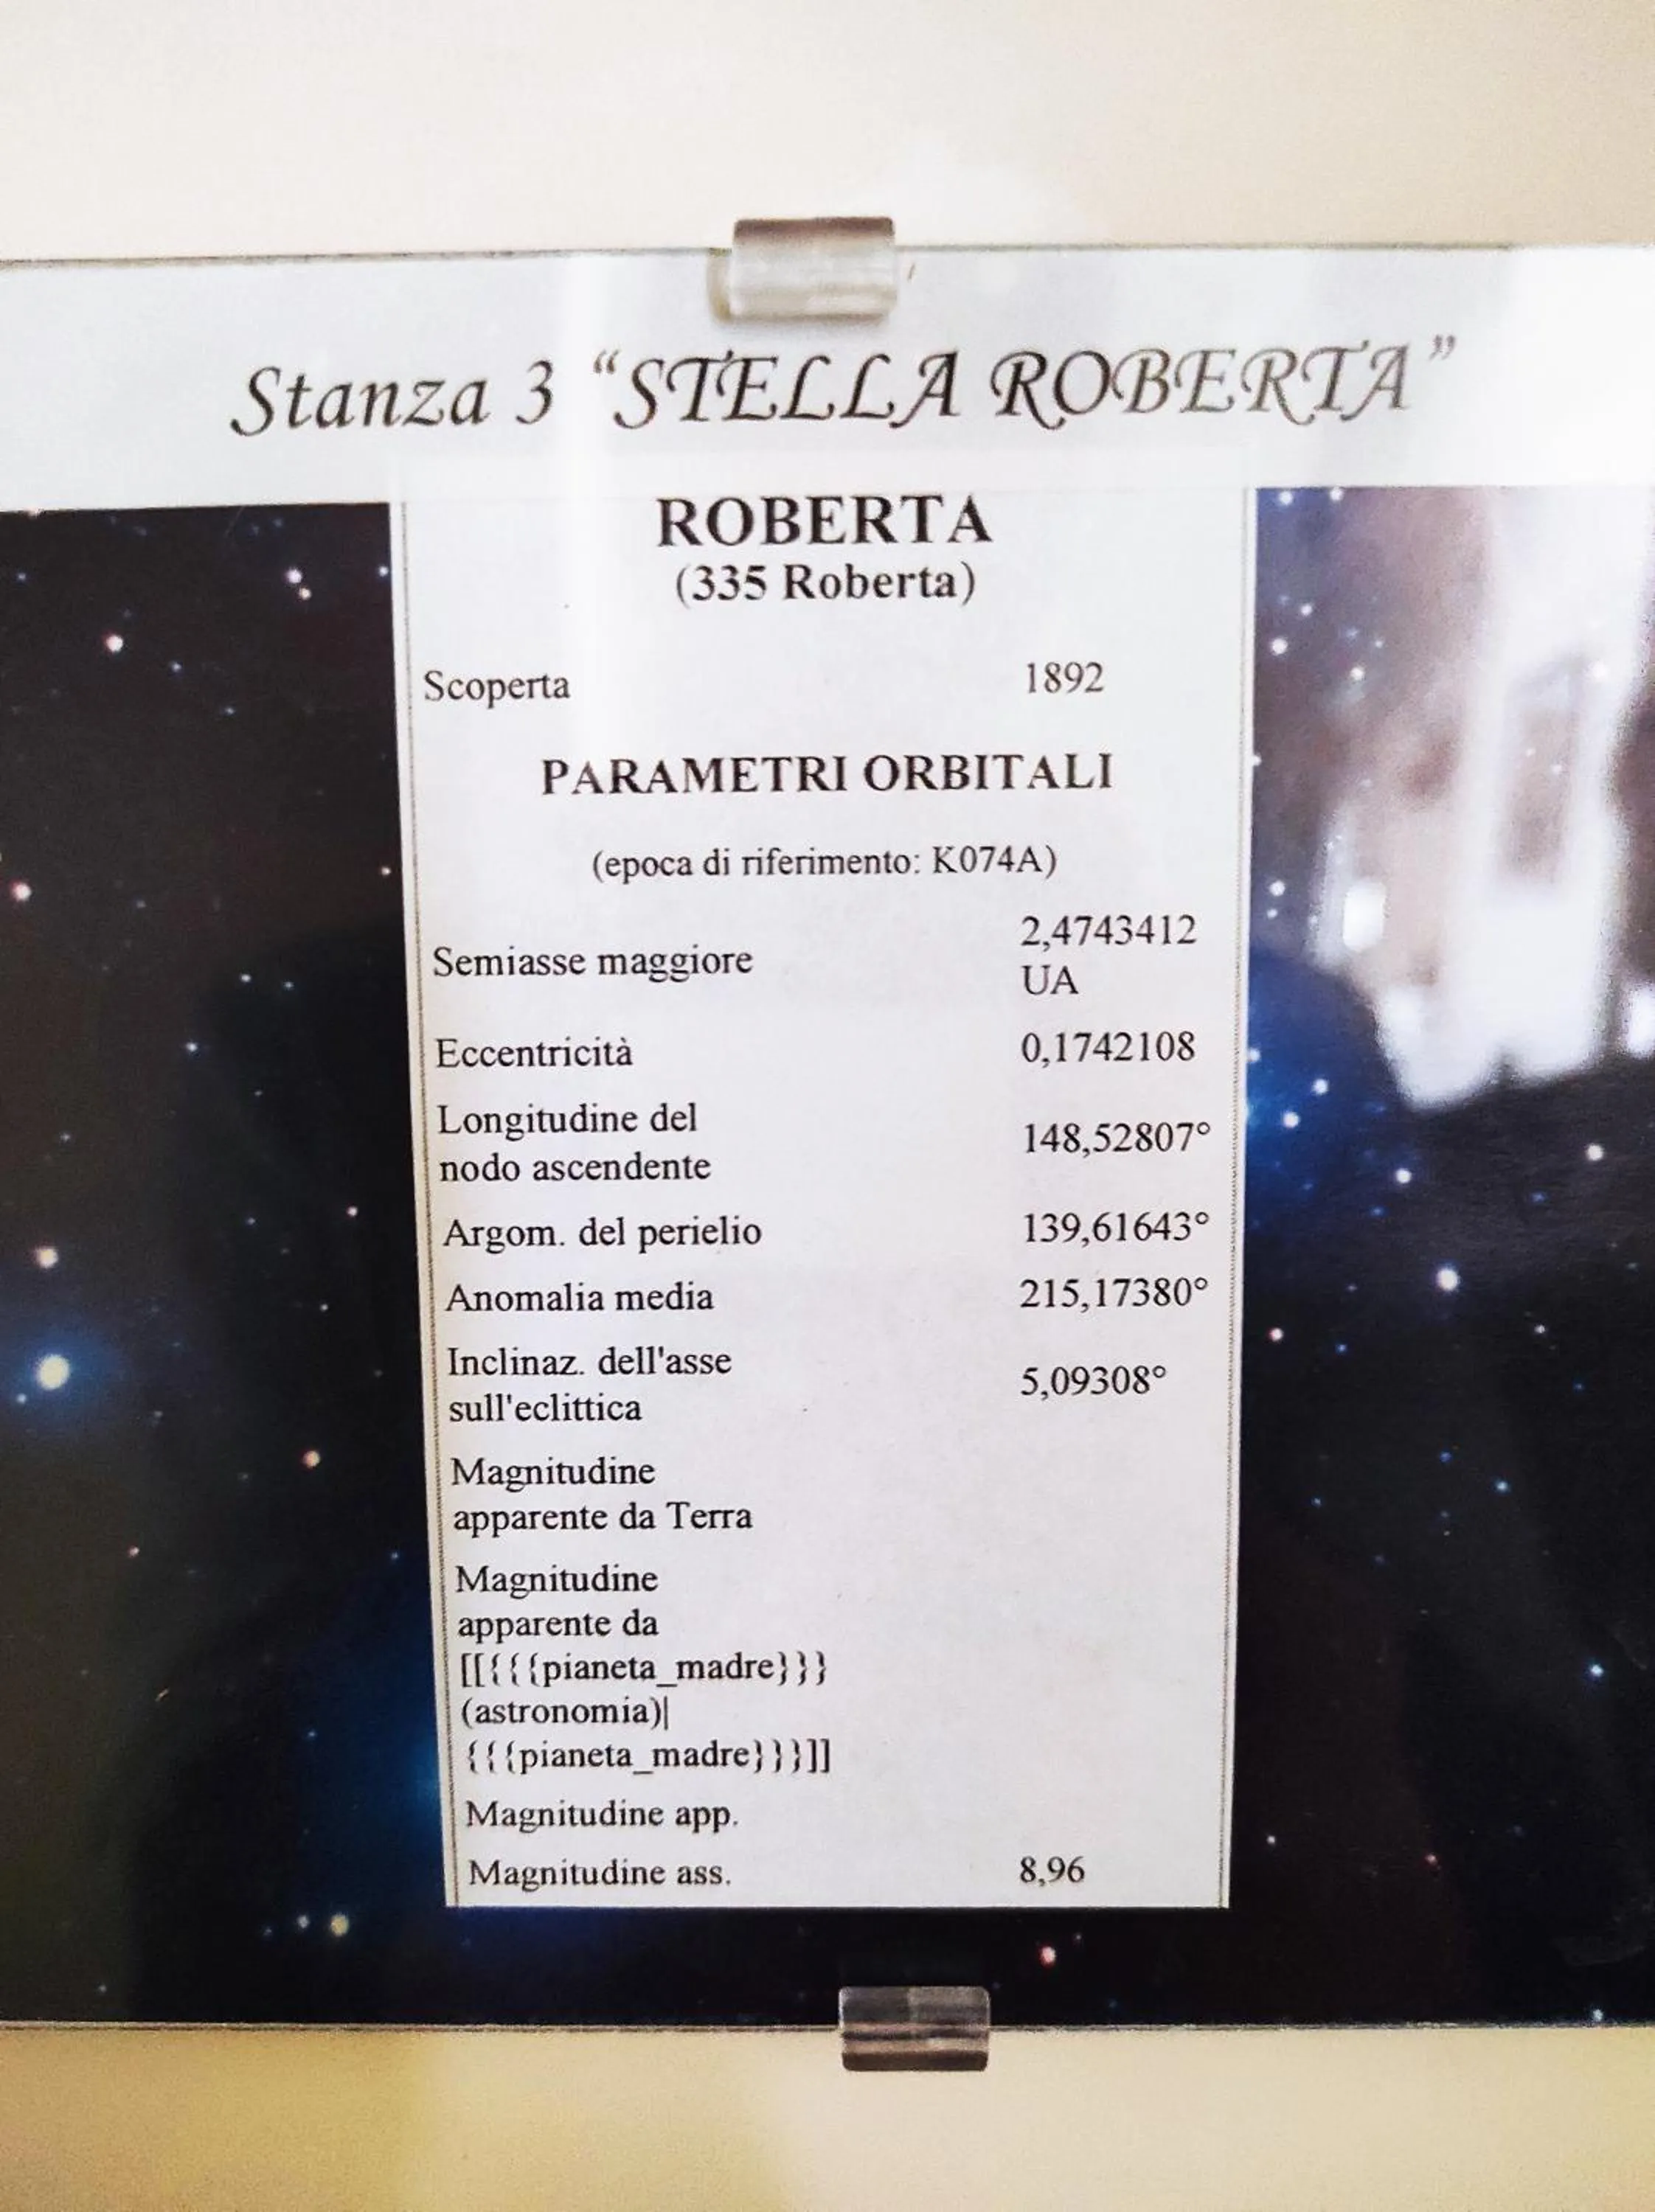 Stanza 3 “STELLA ROBERTA”
ROBERTA
(335 Roberta)
Scoperta 1892
PARAMETRI ORBITALI
(epoca di riferimento: K074A)
Semiasse maggiore 2,4743412
UA
Eccentricità 0,1742108
Longitudine del
nodo ascendente 148,52807°
Argom. del perielio 139,61643°
Anomalia media 215,17380°
Inclinaz. dell'asse
sull'eclittica 5,09308°
Magnitudine
apparente da Terra
Magnitudine
apparente da
[[{{{pianeta_madre}}}
(astronomia)|
{{{pianeta_madre}}}]]
Magnitudine app.
Magnitudine ass. 8,96